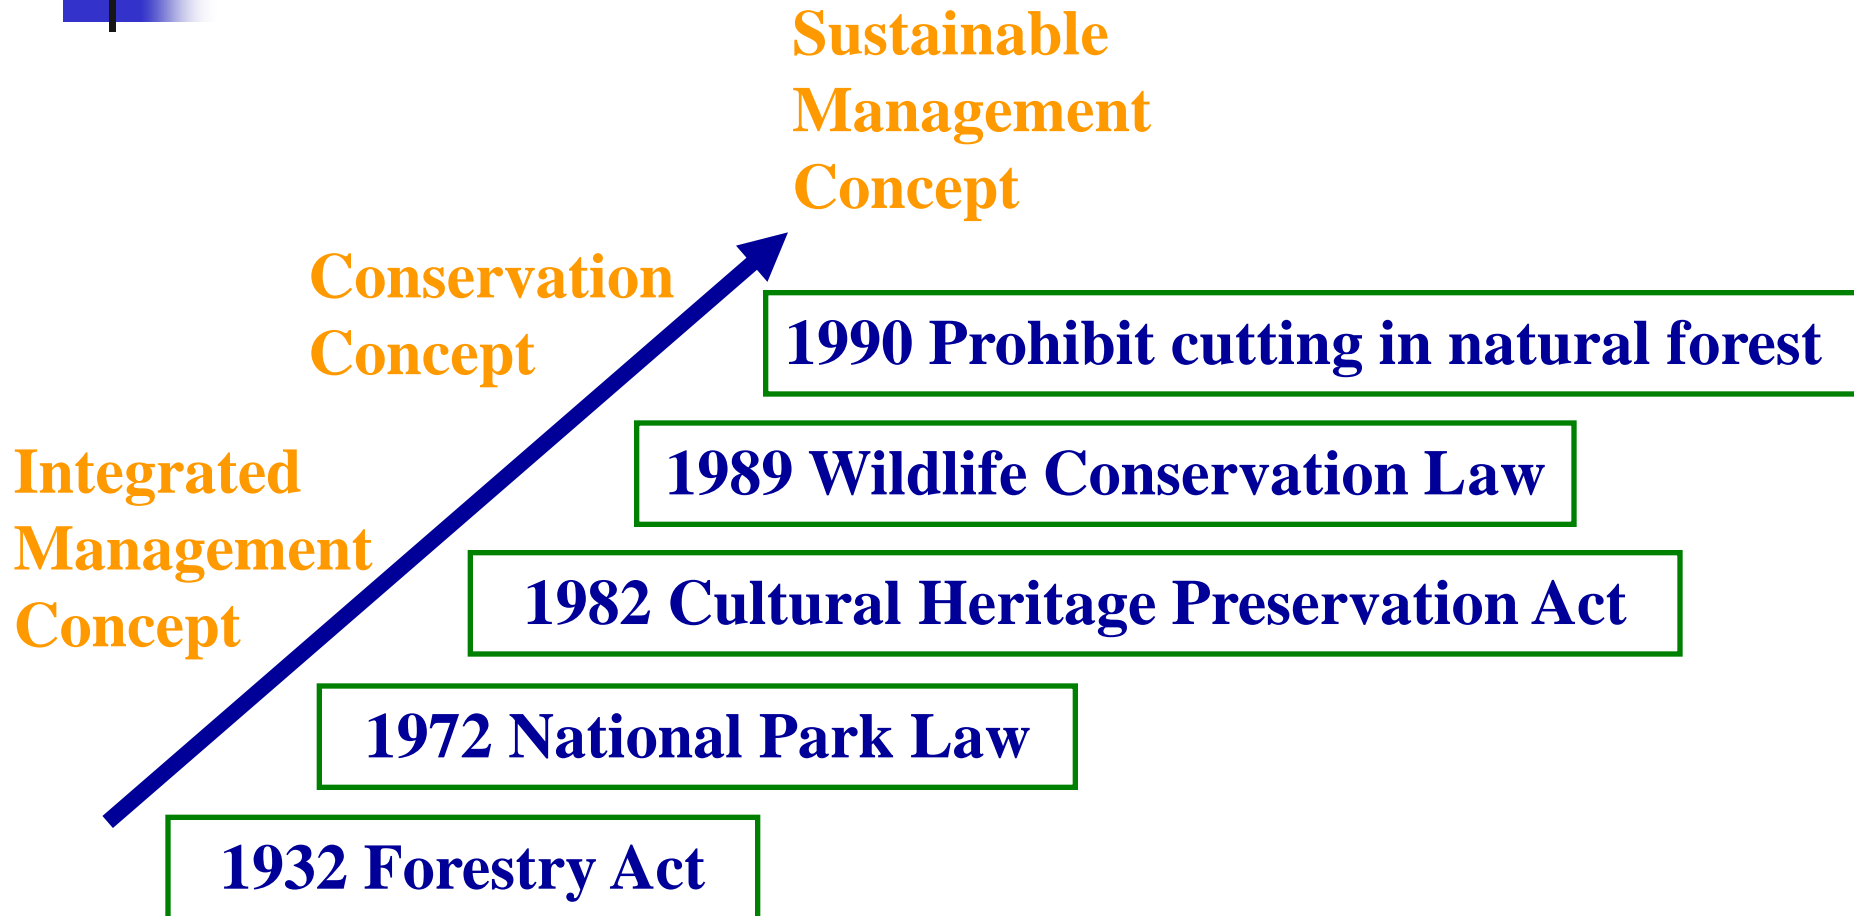 Sustainable
Management
Concept
Conservation
Concept
1990 Prohibit cutting in natural forest
Integrated
Management
Concept
1989 Wildlife Conservation Law
1982 Cultural Heritage Preservation Act
1972 National Park Law
1932 Forestry Act